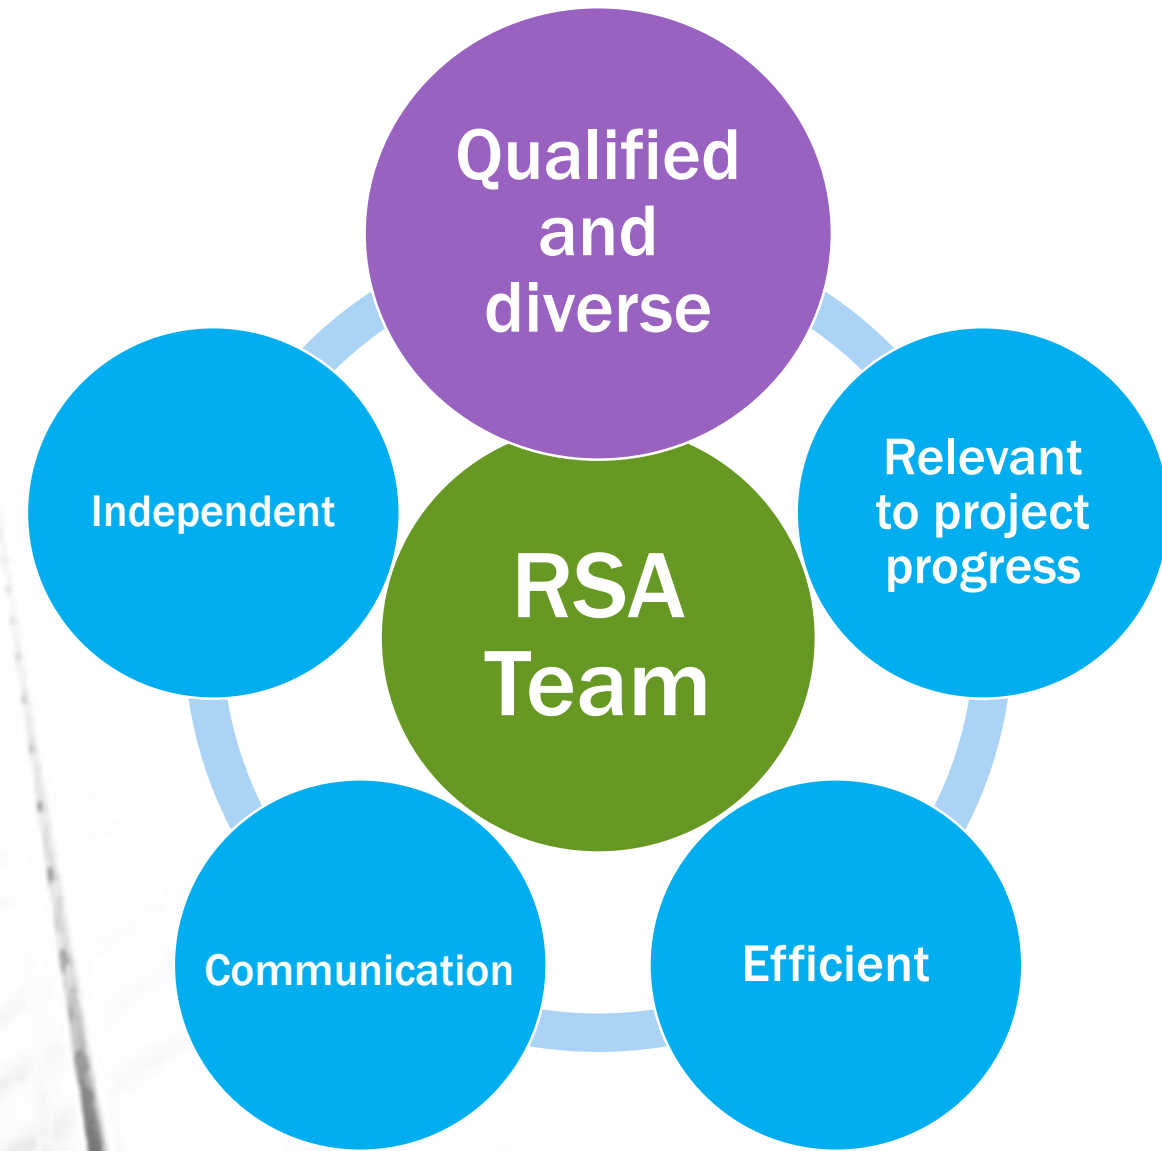 Qualified
and
diverse
Independent
Relevant
to project
progress
RSA
Team
Communication
Efficient